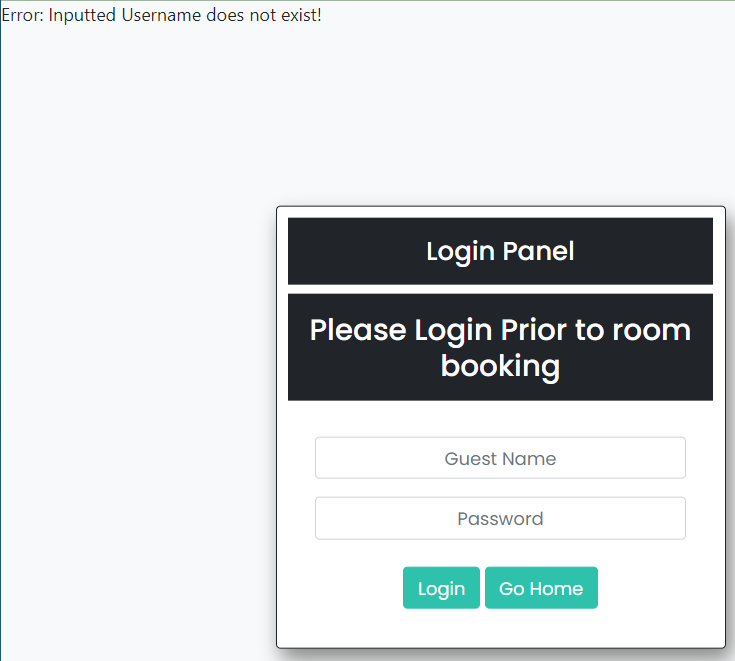 Error: Inputted Username does not exist!
Login Panel
Please Login Prior to room
booking
Guest Name
Password
Login Go Home